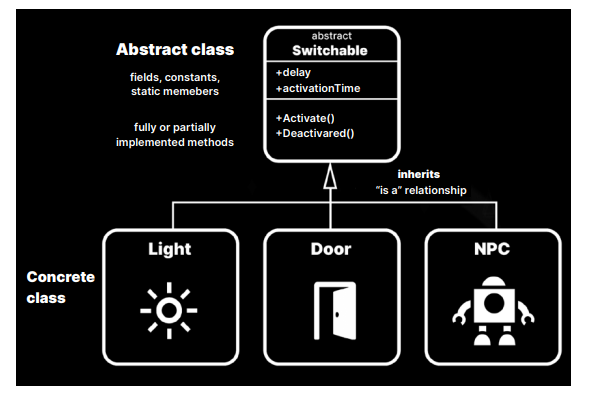 abstract
Switchable
Abstract class
fields, constants,
static memebers
fully or partially
implemented methods
+delay
+activationTime
+Activate()
+Deactivared()
inherits
"is a" relationship
Concrete
class
Light
Door
NPC